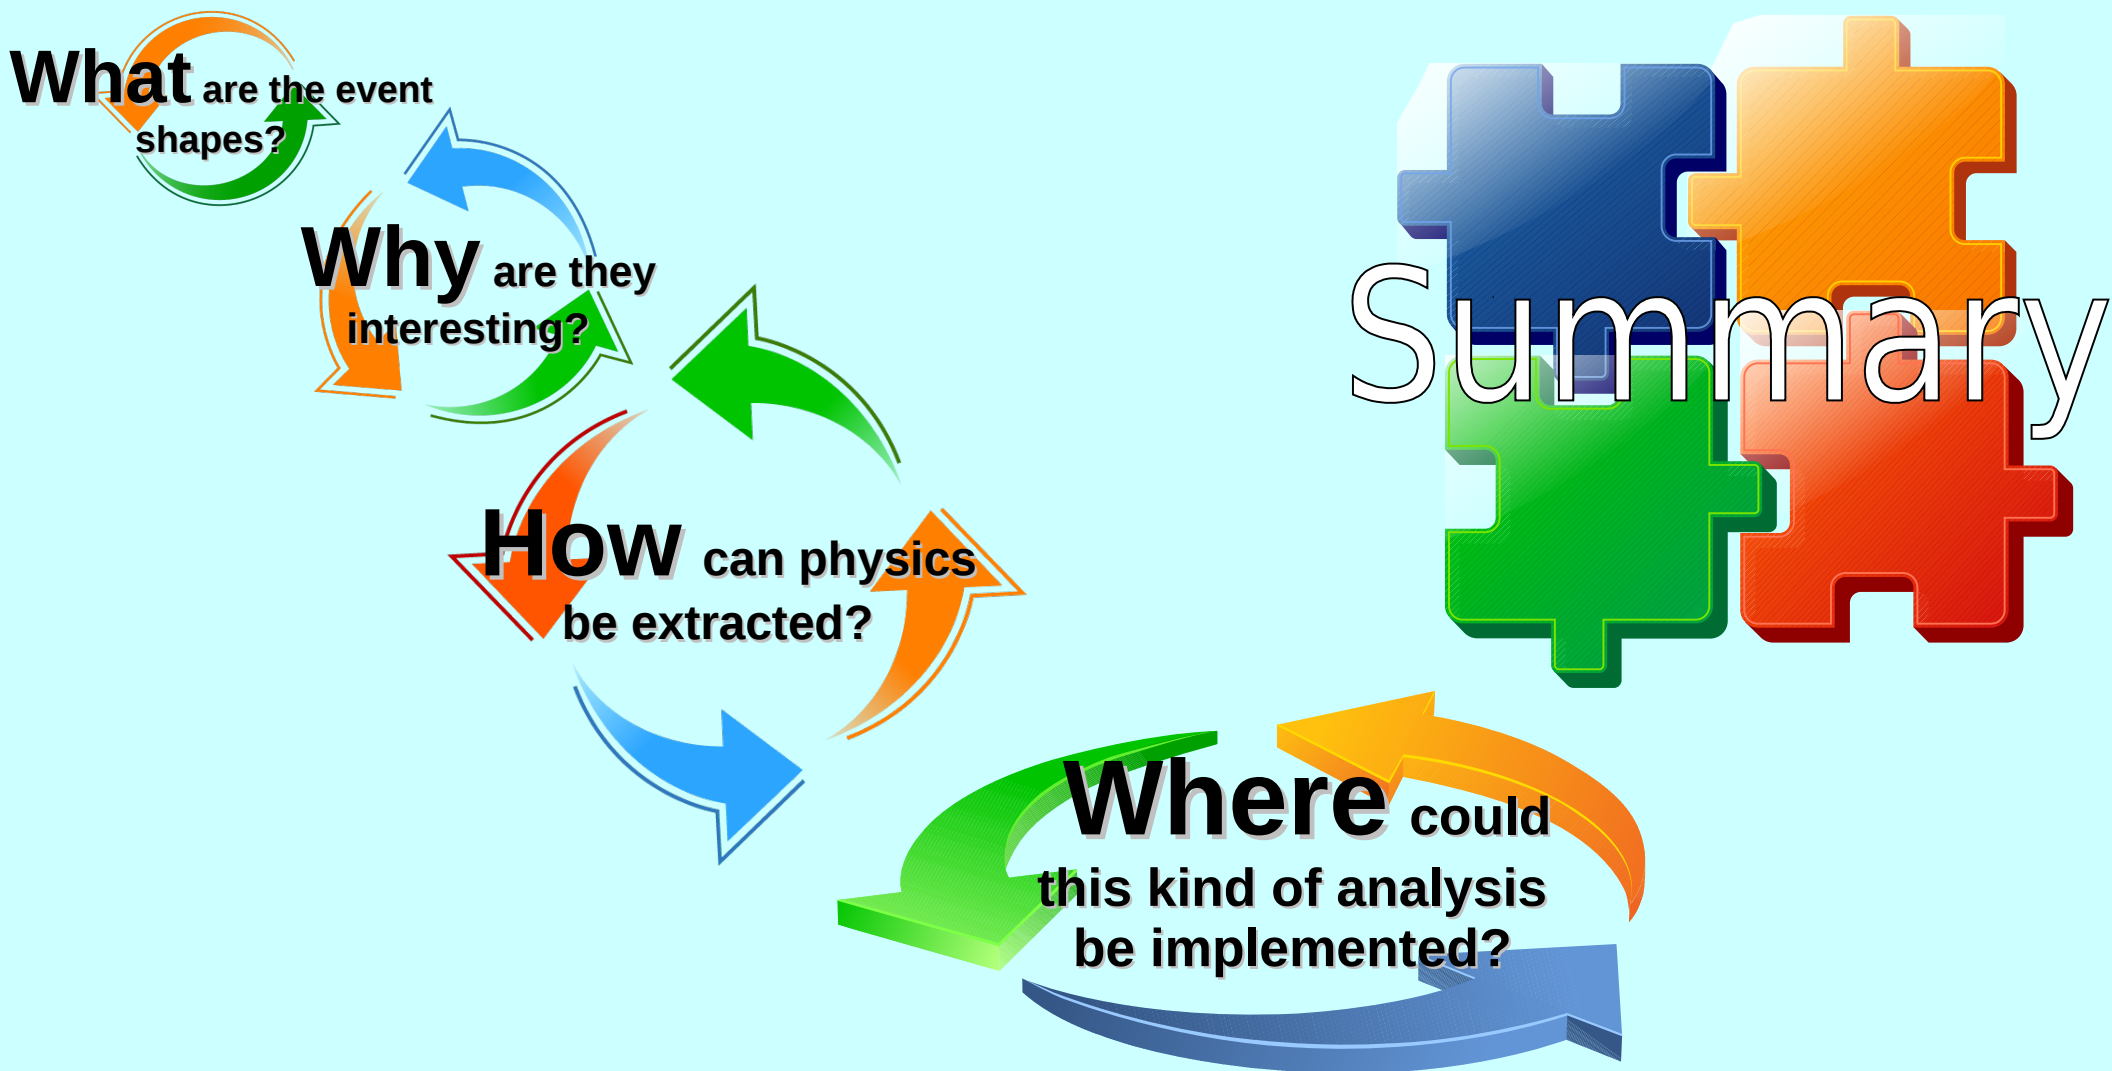 What are the event
shapes?
Why are they
interesting?
Summary
How can physics
be extracted?
Where could
this kind of analysis
be implemented?